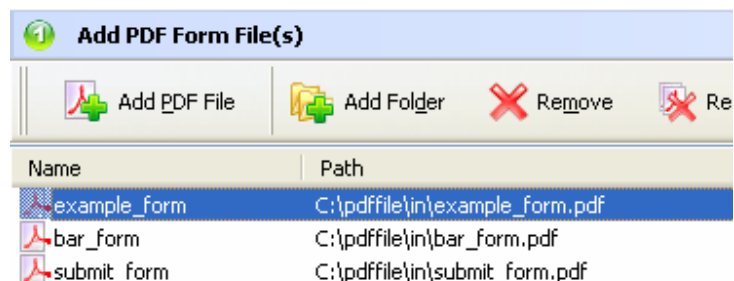 1 Add PDF Form File(s)
Add PDF File Add Folder Remove Re
Name Path
example_form C:\pdffile\in\example_form.pdf
bar_form C:\pdffile\in\bar_form.pdf
submit_form C:\pdffile\in\submit_form.pdf